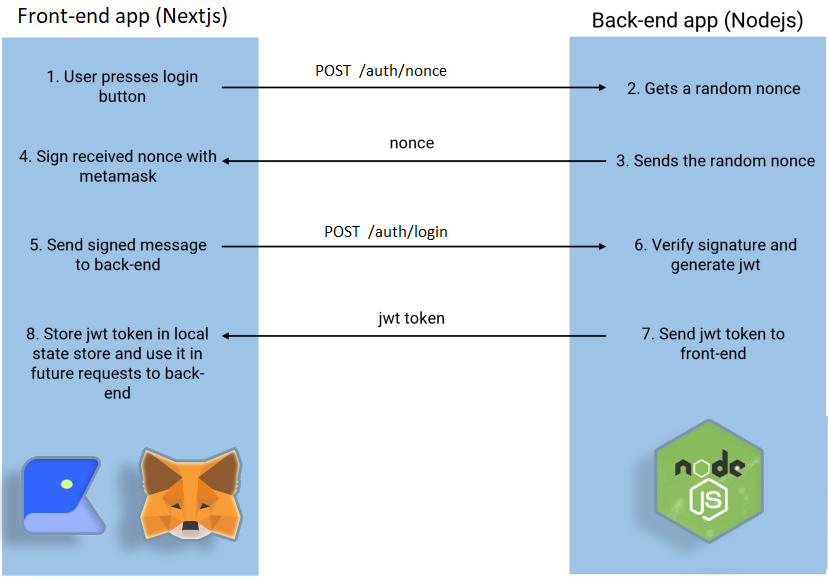 Front-end app (Nextjs)
Back-end app (Nodejs)
1. User presses login
button
POST /auth/nonce
2. Gets a random nonce
4. Sign received nonce with
metamask
nonce
3. Sends the random nonce
5. Send signed message
to back-end
POST /auth/login
6. Verify signature and
generate jwt
8. Store jwt token in local
state store and use it in
future requests to back-
end
jwt token
7. Send jwt token to
front-end
node
JS